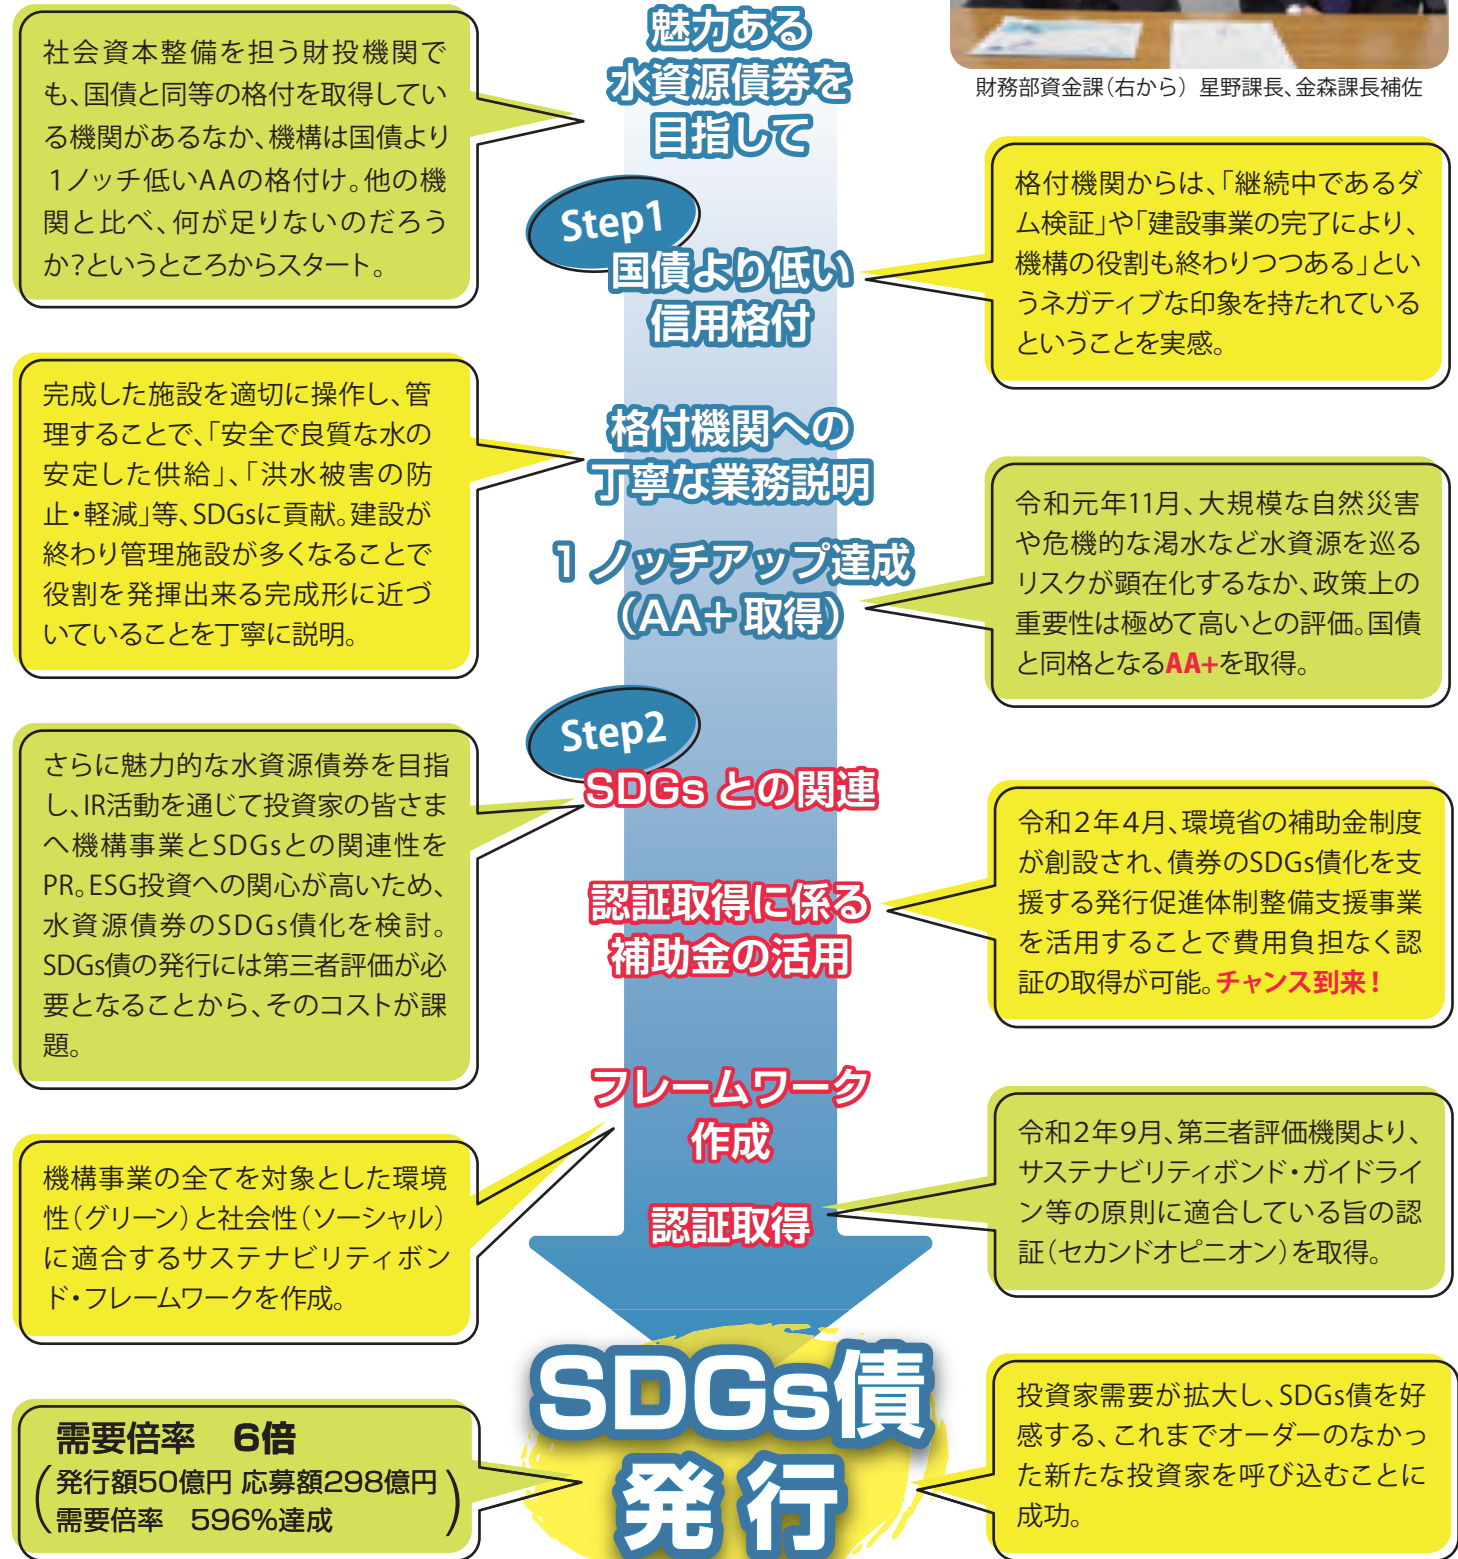 魅力ある
水資源債券を
目指して
財務部資金課(右から) 星野課長、金森課長補佐
社会資本整備を担う財投機関で
も、国債と同等の格付を取得してい
る機関があるなか、機構は国債より
1ノッチ低いAAの格付け。他の機
関と比べ、何が足りないのだろう
か?というところからスタート。
Step1
国債より低い
信用格付
格付機関からは、「継続中であるダ
ム検証」や「建設事業の完了により、
機構の役割も終わりつつある」とい
うネガティブな印象を持たれている
ということを実感。
完成した施設を適切に操作し、管
理することで、「安全で良質な水の
安定した供給」、「洪水被害の防
止・軽減」等、SDGsに貢献。建設が
終わり管理施設が多くなることで
役割を発揮出来る完成形に近づ
いていることを丁寧に説明。
格付機関への
丁寧な業務説明
1 ノッチアップ達成
(AA+ 取得)
令和元年11月、大規模な自然災害
や危機的な渇水など水資源を巡る
リスクが顕在化するなか、政策上の
重要性は極めて高いとの評価。国債
と同格となるAA+を取得。
Step2
SDGs との関連
さらに魅力的な水資源債券を目指
し、IR活動を通じて投資家の皆さま
へ機構事業とSDGsとの関連性を
PR。ESG投資への関心が高いため、
水資源債券のSDGs債化を検討。
SDGs債の発行には第三者評価が必
要となることから、そのコストが課
題。
認証取得に係る
補助金の活用
令和2年4月、環境省の補助金制度
が創設され、債券のSDGs債化を支
援する発行促進体制整備支援事業
を活用することで費用負担なく認
証の取得が可能。チャンス到来!
フレームワーク
作成
機構事業の全てを対象とした環境
性(グリーン)と社会性(ソーシャル)
に適合するサステナビリティボン
ド・フレームワークを作成。
認証取得
令和2年9月、第三者評価機関より、
サステナビリティボンド・ガイドライ
ン等の原則に適合している旨の認
証(セカンドオピニオン)を取得。
SDGs債
発 行
需要倍率 6倍
(発行額50億円 応募額298億円
需要倍率 596%達成)
投資家需要が拡大し、SDGs債を好
感する、これまでオーダーのなかっ
た新たな投資家を呼び込むことに
成功。